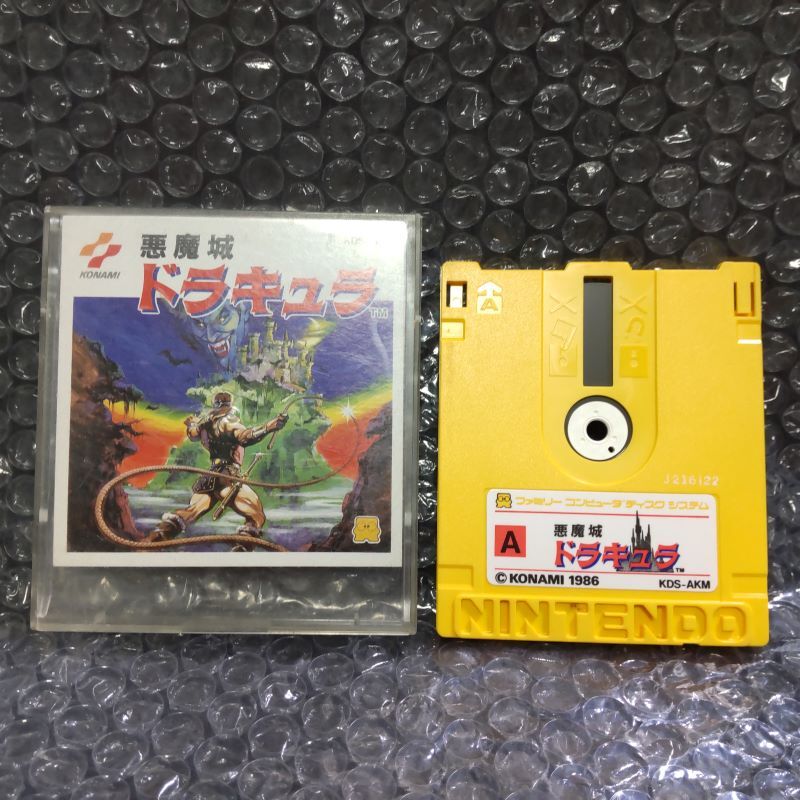 KONAMI
悪魔城
ドラキュラ
TM
A
J216122
ファミリー コンピュータ ディスク システム
A
悪魔城
ドラキュラ
TM
© KONAMI 1986 KDS-AKM
NINTENDO